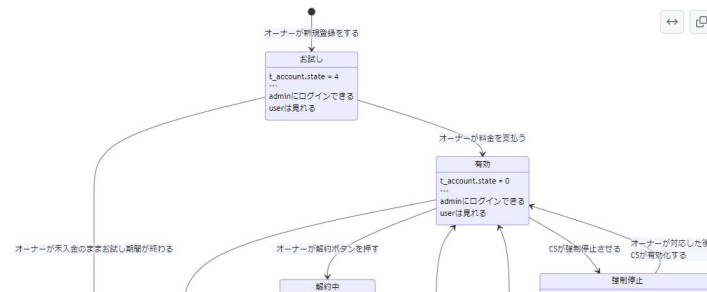 オーナーが新規登録をする
お試し
t_account.state = 4
---
adminにログインできる
userは見れる
オーナーが料金を支払う
有効
t_account.state = 0
---
adminにログインできる
userは見れる
オーナーが未入金のままお試し期間が終わる
オーナーが解約ボタンを押す
CSが強制停止させる
オーナーが対応した後
CSが有効化する
解約中
強制停止